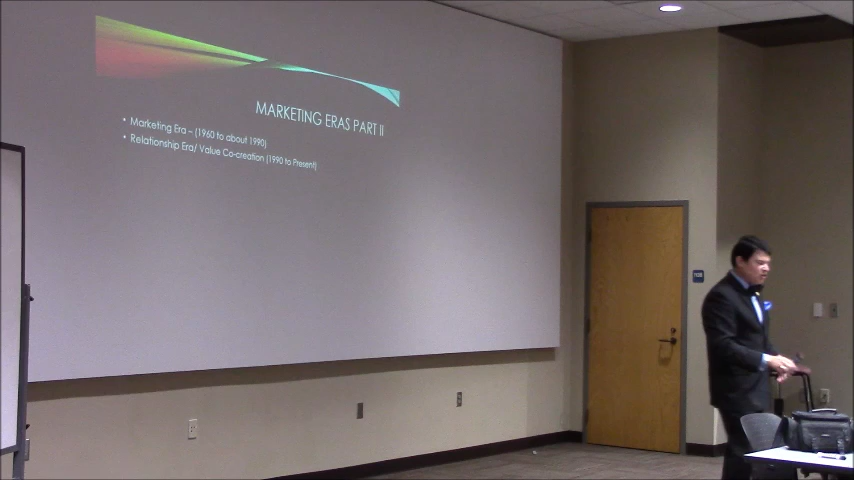 MARKETING ERAS PART II
• Marketing Era – (1960 to about 1990)
• Relationship Era/ Value Co-creation (1990 to Present)